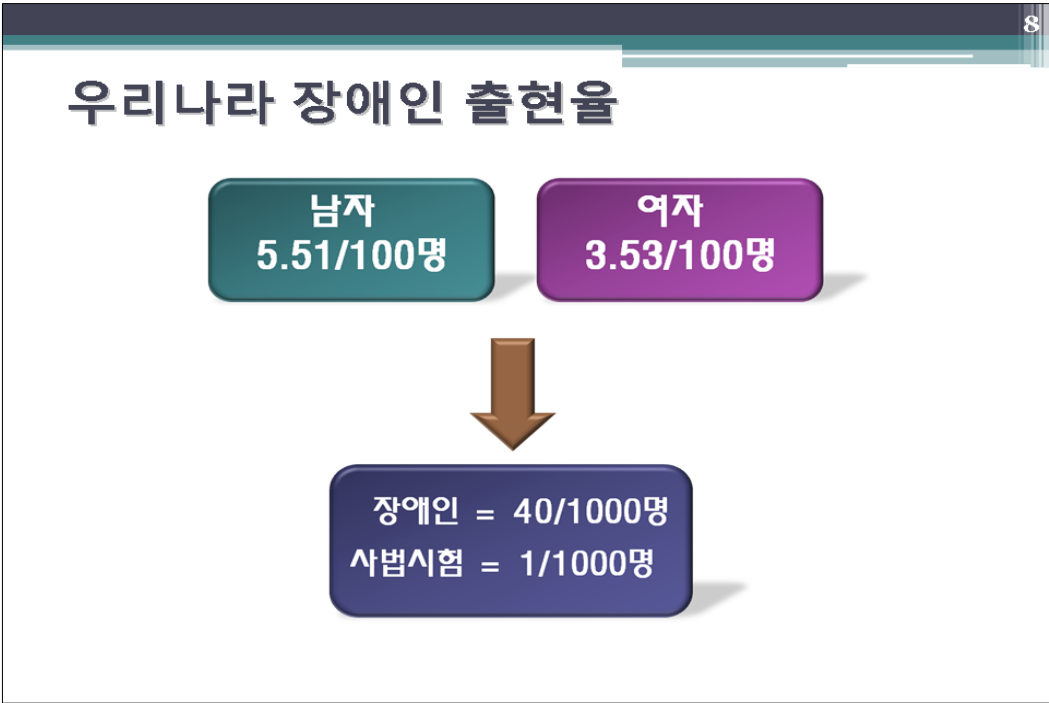 8
우리나라 장애인 출현율
남자
5.51/100명
여자
3.53/100명
장애인 = 40/1000명
사법시험 = 1/1000명